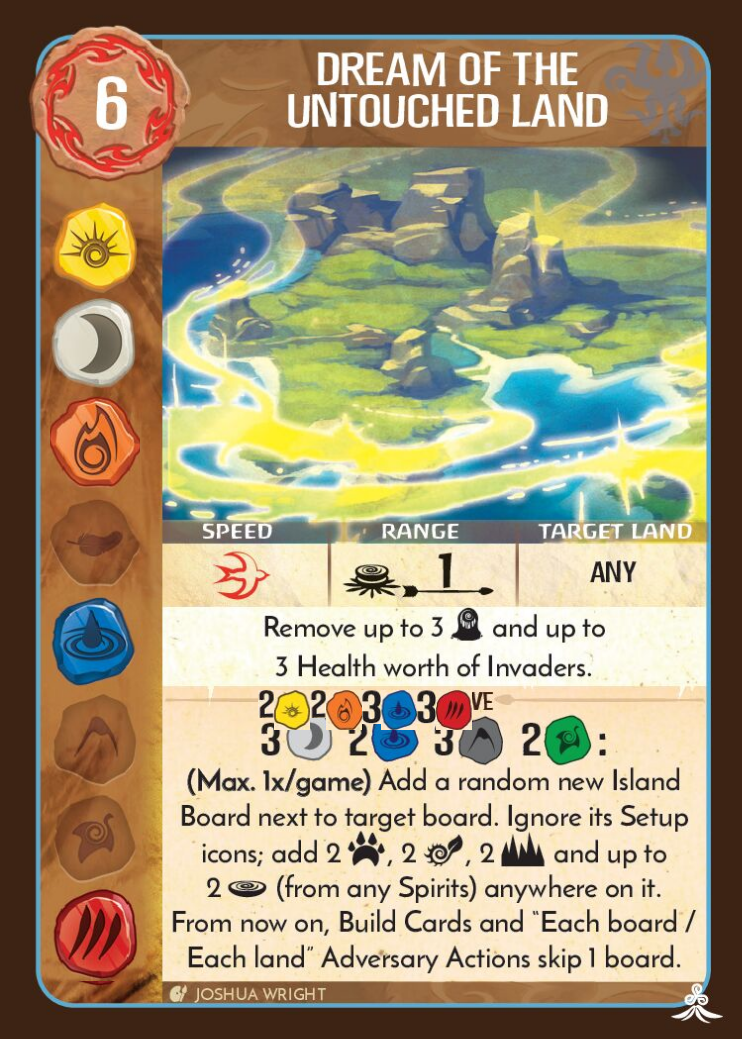 6
DREAM OF THE
UNTOUCHED LAND
SPEED RANGE TARGET LAND
1 ANY
Remove up to 3 and up to
3 Health worth of Invaders.
2 2 3 3 VE
3 2 3 2 :
(Max. 1x/game) Add a random new Island
Board next to target board. Ignore its Setup
icons; add 2 , 2 , 2 and up to
2 (from any Spirits) anywhere on it.
From now on, Build Cards and "Each board /
Each land" Adversary Actions skip 1 board.
JOSHUA WRIGHT